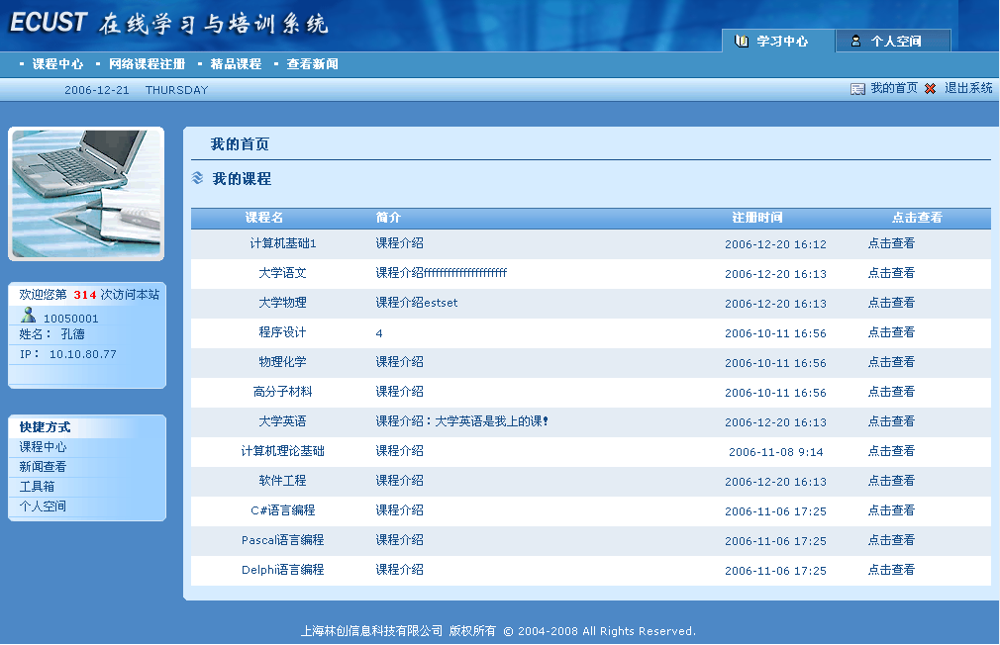 ECUST 在线学习与培训系统
学习中心 个人空间
课程中心 网络课程注册 精品课程 查看新闻
2006-12-21 THURSDAY 我的首页 退出系统
我的首页
我的课程
课程名 简介 注册时间 点击查看
计算机基础1 课程介绍 2006-12-20 16:12 点击查看
大学语文 课程介绍fffffffffffffffffffff 2006-12-20 16:13 点击查看
大学物理 课程介绍estset 2006-12-20 16:13 点击查看
程序设计 4 2006-10-11 16:56 点击查看
物理化学 课程介绍 2006-10-11 16:56 点击查看
高分子材料 课程介绍 2006-10-11 16:56 点击查看
大学英语 课程介绍：大学英语是我上的课！ 2006-12-20 16:13 点击查看
计算机理论基础 课程介绍 2006-11-08 9:14 点击查看
软件工程 课程介绍 2006-12-20 16:13 点击查看
C#语言编程 课程介绍 2006-11-06 17:25 点击查看
Pascal语言编程 课程介绍 2006-11-06 17:25 点击查看
Delphi语言编程 课程介绍 2006-11-06 17:25 点击查看
欢迎您第 314 次访问本站
10050001
姓名： 孔德
IP： 10.10.80.77
快捷方式
课程中心
新闻查看
工具箱
个人空间
上海林创信息科技有限公司 版权所有 © 2004-2008 All Rights Reserved.